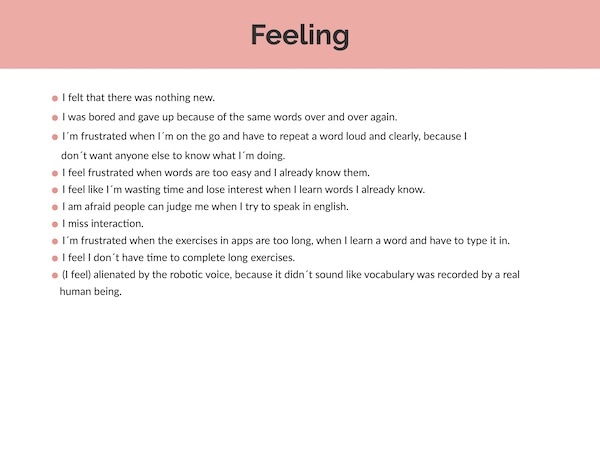 Feeling
I felt that there was nothing new.
I was bored and gave up because of the same words over and over again.
I´m frustrated when I´m on the go and have to repeat a word loud and clearly, because I
don´t want anyone else to know what I´m doing.
I feel frustrated when words are too easy and I already know them.
I feel like I´m wasting time and lose interest when I learn words I already know.
I am afraid people can judge me when I try to speak in english.
I miss interaction.
I´m frustrated when the exercises in apps are too long, when I learn a word and have to type it in.
I feel I don´t have time to complete long exercises.
(I feel) alienated by the robotic voice, because it didn´t sound like vocabulary was recorded by a real
human being.